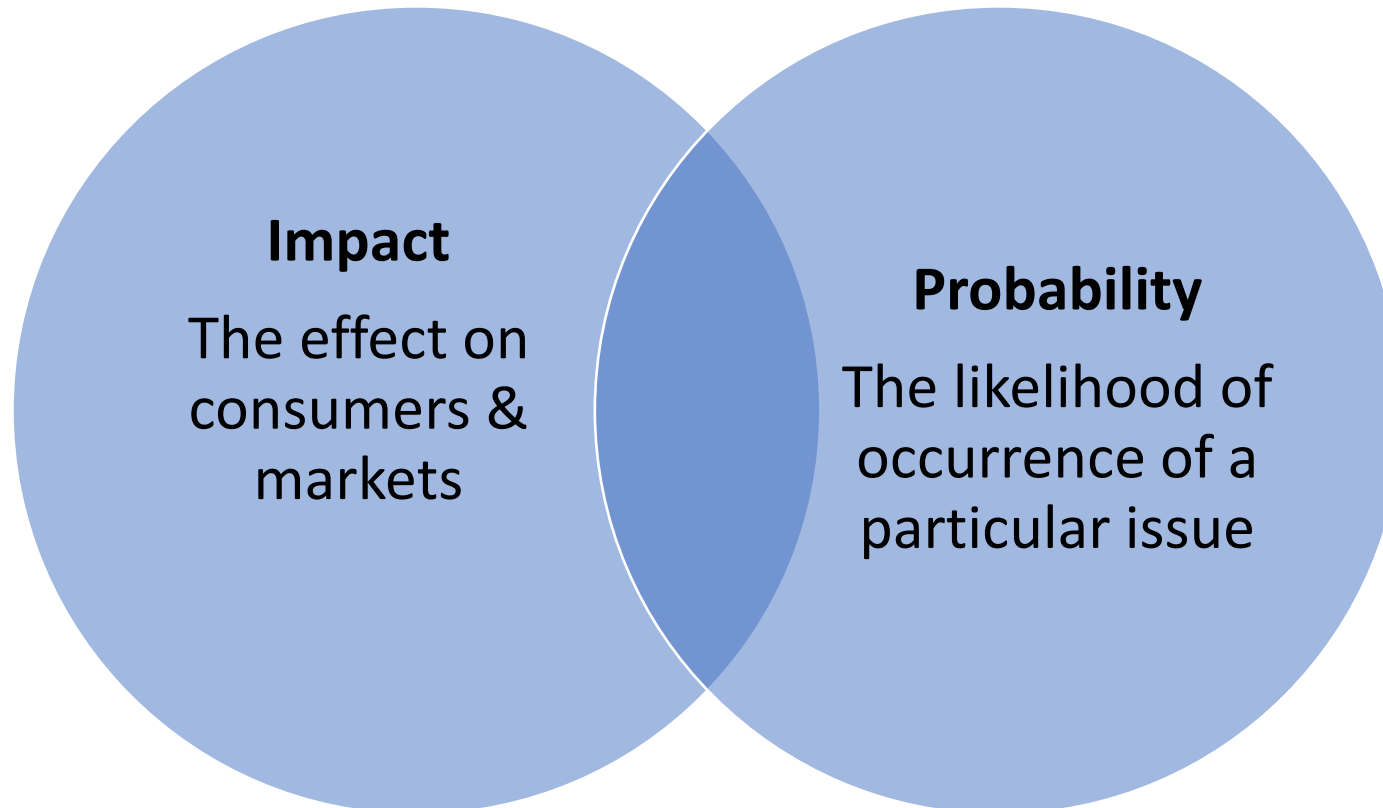 Impact
The effect on
consumers &
markets
Probability
The likelihood of
occurrence of a
particular issue